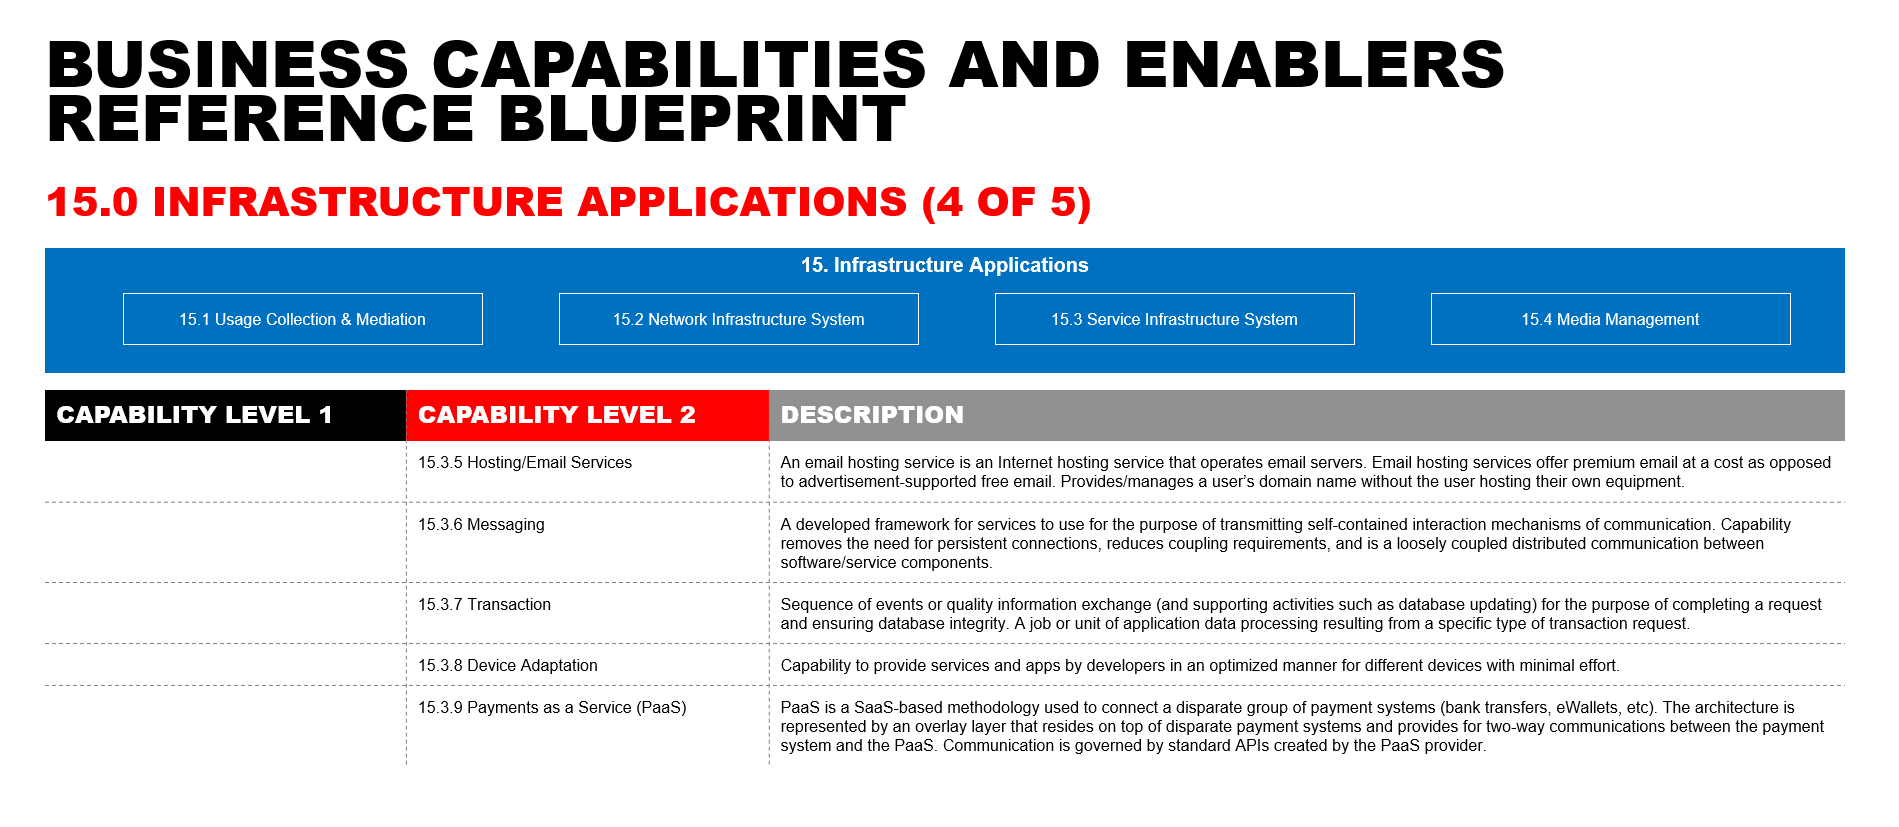 BUSINESS CAPABILITIES AND ENABLERS
REFERENCE BLUEPRINT
15.0 INFRASTRUCTURE APPLICATIONS (4 OF 5)
15. Infrastructure Applications
15.1 Usage Collection & Mediation
15.2 Network Infrastructure System
15.3 Service Infrastructure System
15.4 Media Management
CAPABILITY LEVEL 1
CAPABILITY LEVEL 2
DESCRIPTION
15.3.5 Hosting/Email Services
An email hosting service is an Internet hosting service that operates email servers. Email hosting services offer premium email at a cost as opposed
to advertisement-supported free email. Provides/manages a user’s domain name without the user hosting their own equipment.
15.3.6 Messaging
A developed framework for services to use for the purpose of transmitting self-contained interaction mechanisms of communication. Capability
removes the need for persistent connections, reduces coupling requirements, and is a loosely coupled distributed communication between
software/service components.
15.3.7 Transaction
Sequence of events or quality information exchange (and supporting activities such as database updating) for the purpose of completing a request
and ensuring database integrity. A job or unit of application data processing resulting from a specific type of transaction request.
15.3.8 Device Adaptation
Capability to provide services and apps by developers in an optimized manner for different devices with minimal effort.
15.3.9 Payments as a Service (PaaS)
PaaS is a SaaS-based methodology used to connect a disparate group of payment systems (bank transfers, eWallets, etc). The architecture is
represented by an overlay layer that resides on top of disparate payment systems and provides for two-way communications between the payment
system and the PaaS. Communication is governed by standard APIs created by the PaaS provider.